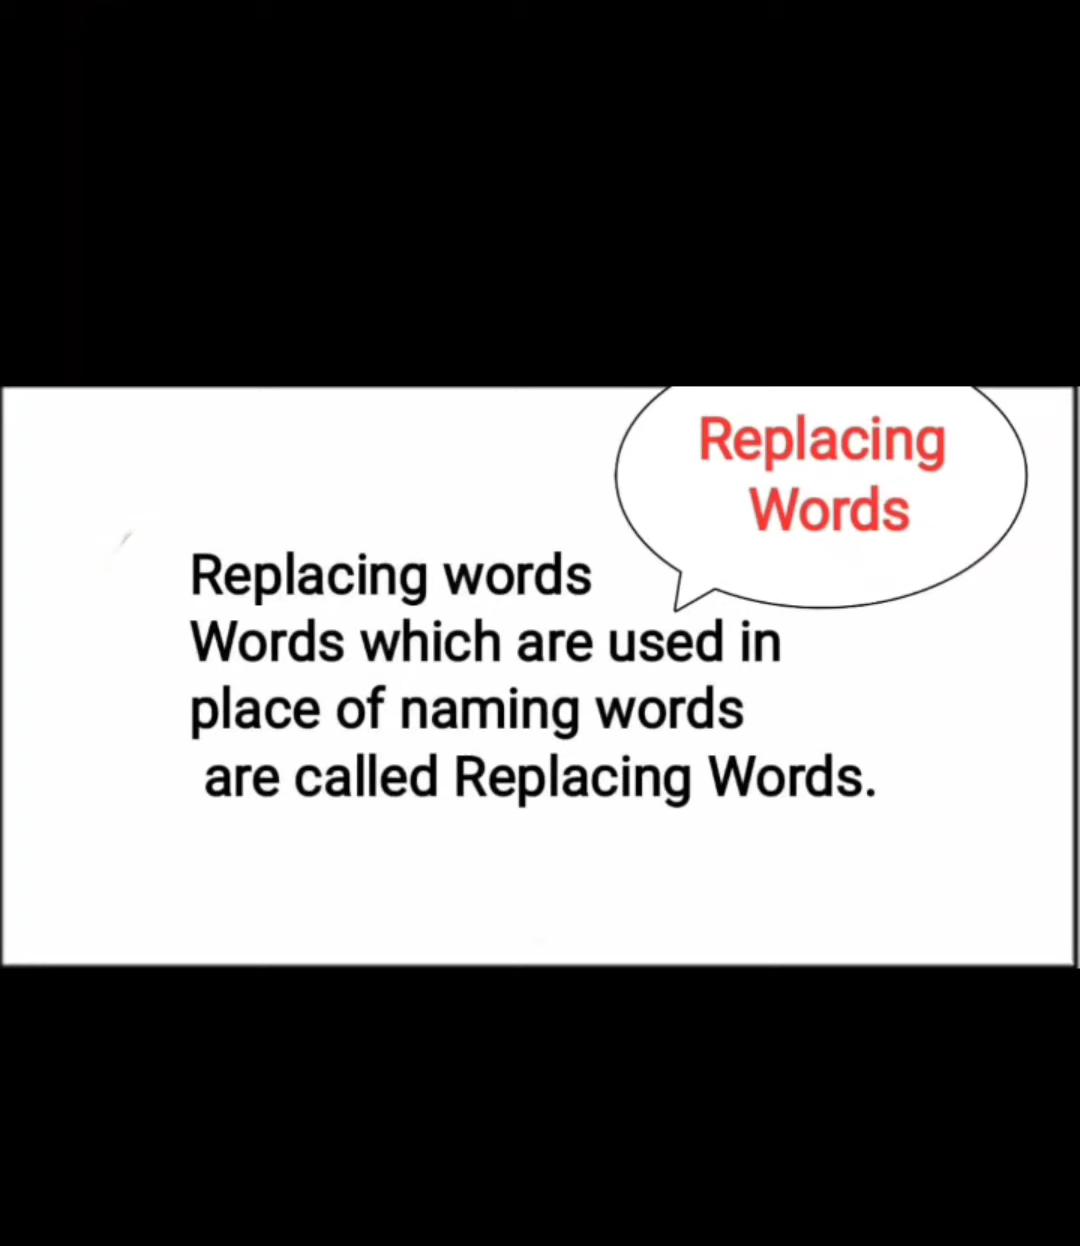 Replacing
Words
Replacing words
Words which are used in
place of naming words
are called Replacing Words.